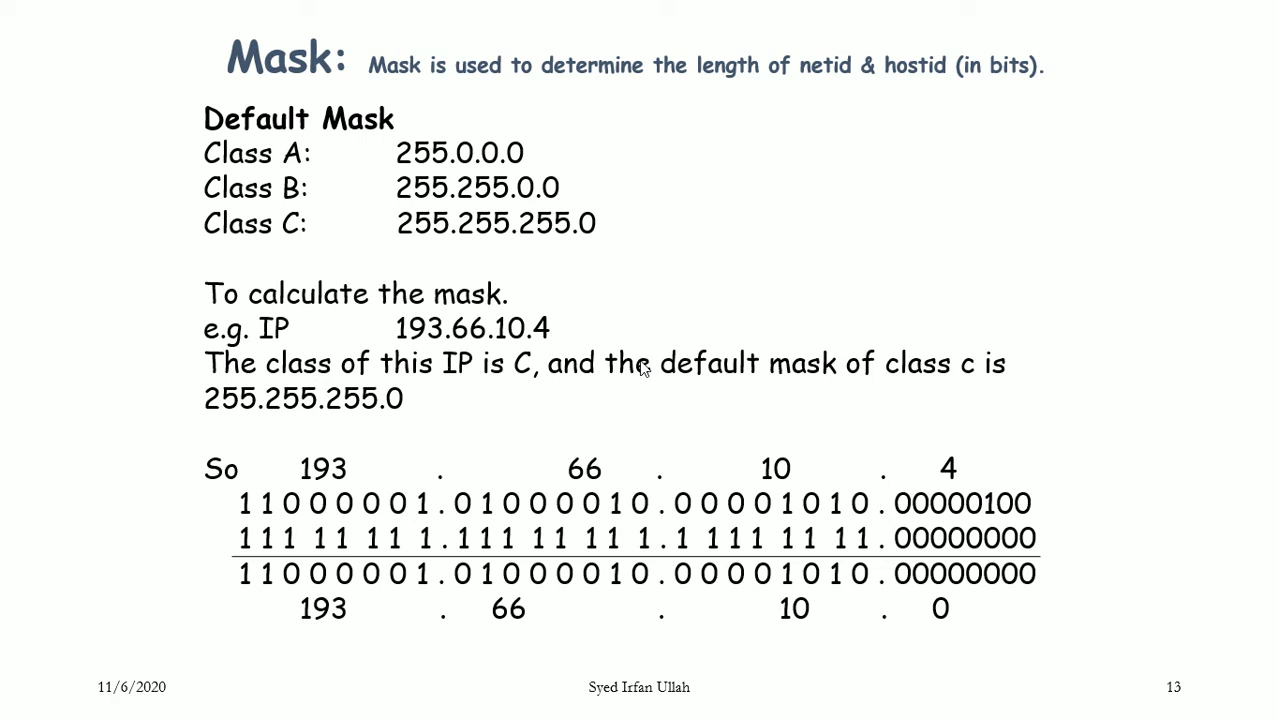 Mask: Mask is used to determine the length of netid & hostid (in bits).
Default Mask
Class A: 255.0.0.0
Class B: 255.255.0.0
Class C: 255.255.255.0
To calculate the mask.
e.g. IP 193.66.10.4
The class of this IP is C, and the default mask of class c is
255.255.255.0
So 193 . 66 . 10 . 4
1 1 0 0 0 0 0 1 . 0 1 0 0 0 0 1 0 . 0 0 0 0 1 0 1 0 . 00000100
1 1 1 1 1 1 1 1 . 1 1 1 1 1 1 1 1 . 1 1 1 1 1 1 1 1 . 00000000
1 1 0 0 0 0 0 1 . 0 1 0 0 0 0 1 0 . 0 0 0 0 1 0 1 0 . 00000000
193 . 66 . 10 . 0
11/6/2020 Syed Irfan Ullah 13